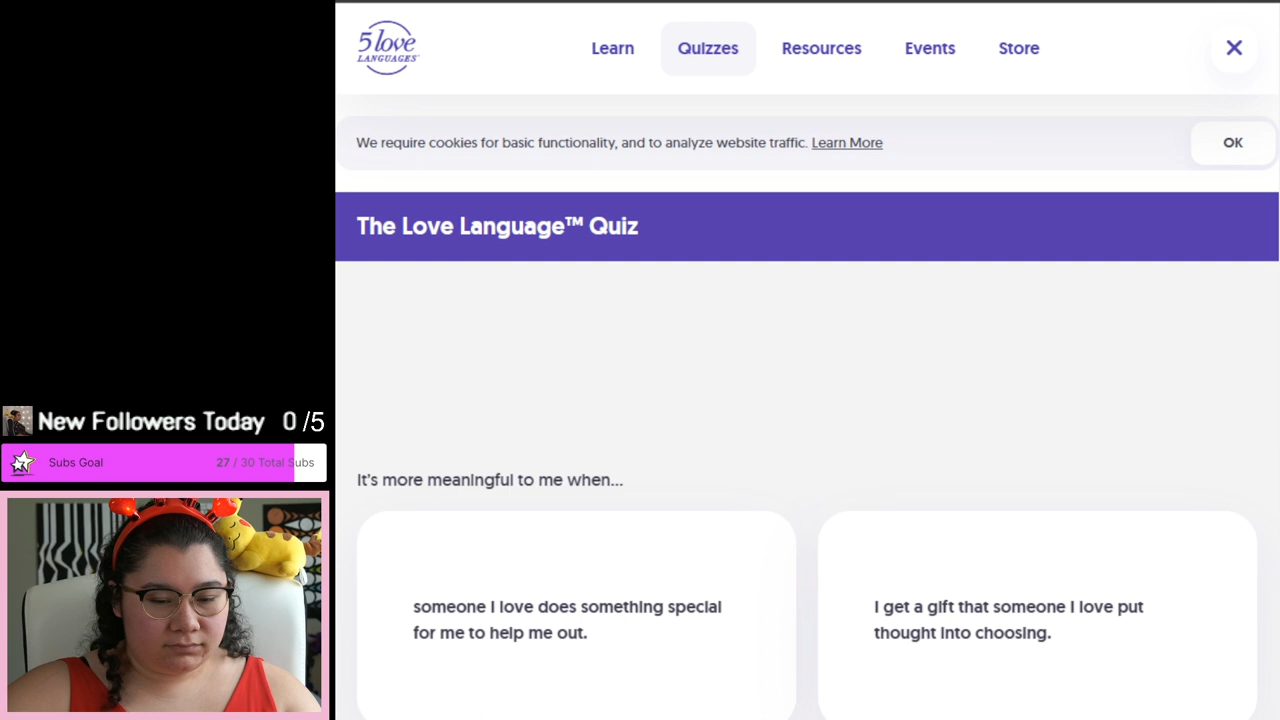 5 love
LANGUAGES™
Learn
Quizzes
Resources
Events
Store
We require cookies for basic functionality, and to analyze website traffic. Learn More
OK
The Love Language™ Quiz
New Followers Today 0 /5
Subs Goal
27 / 30 Total Subs
It's more meaningful to me when...
someone I love does something special
for me to help me out.
I get a gift that someone I love put
thought into choosing.